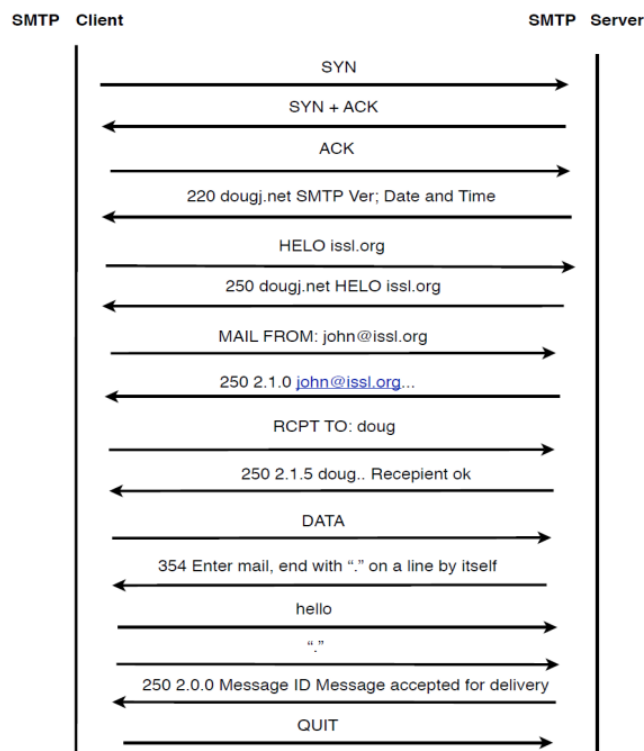 SMTP Client SMTP Server
SYN
SYN + ACK
ACK
220 dougj.net SMTP Ver; Date and Time
HELO issl.org
250 dougj.net HELO issl.org
MAIL FROM: john@issl.org
250 2.1.0 john@issl.org...
RCPT TO: doug
250 2.1.5 doug.. Recepient ok
DATA
354 Enter mail, end with “.” on a line by itself
hello
“.”
250 2.0.0 Message ID Message accepted for delivery
QUIT